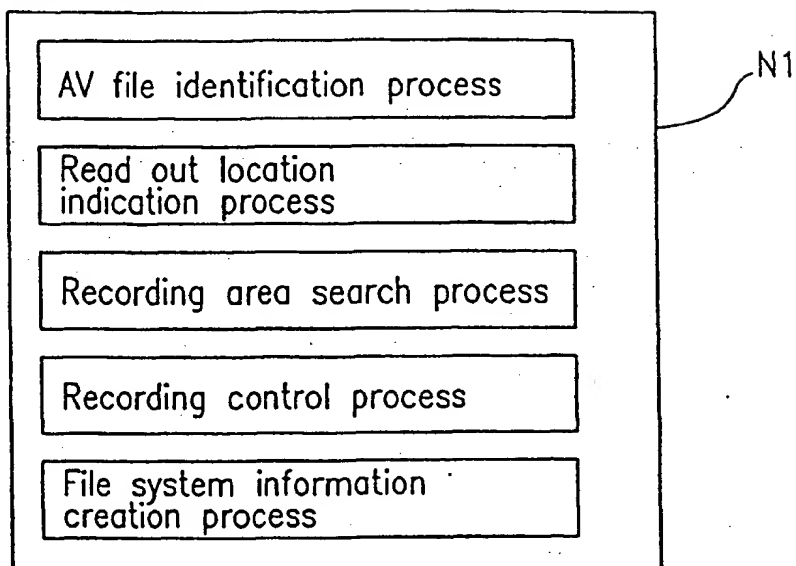 AV file identification process
N1
Read out location
indication process
Recording area search process
Recording control process
File system information
creation process